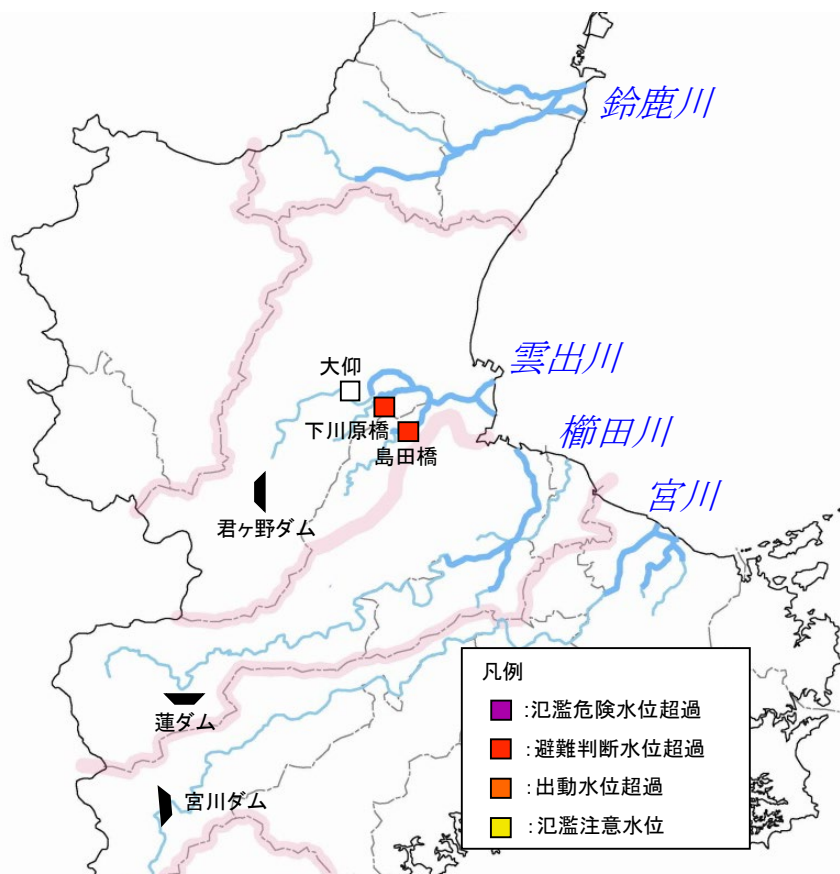 鈴鹿川
雲出川
大仰
下川原橋
島田橋
櫛田川
宮川
君ヶ野ダム
蓮ダム
宮川ダム
凡例
:氾濫危険水位超過
:避難判断水位超過
:出動水位超過
:氾濫注意水位